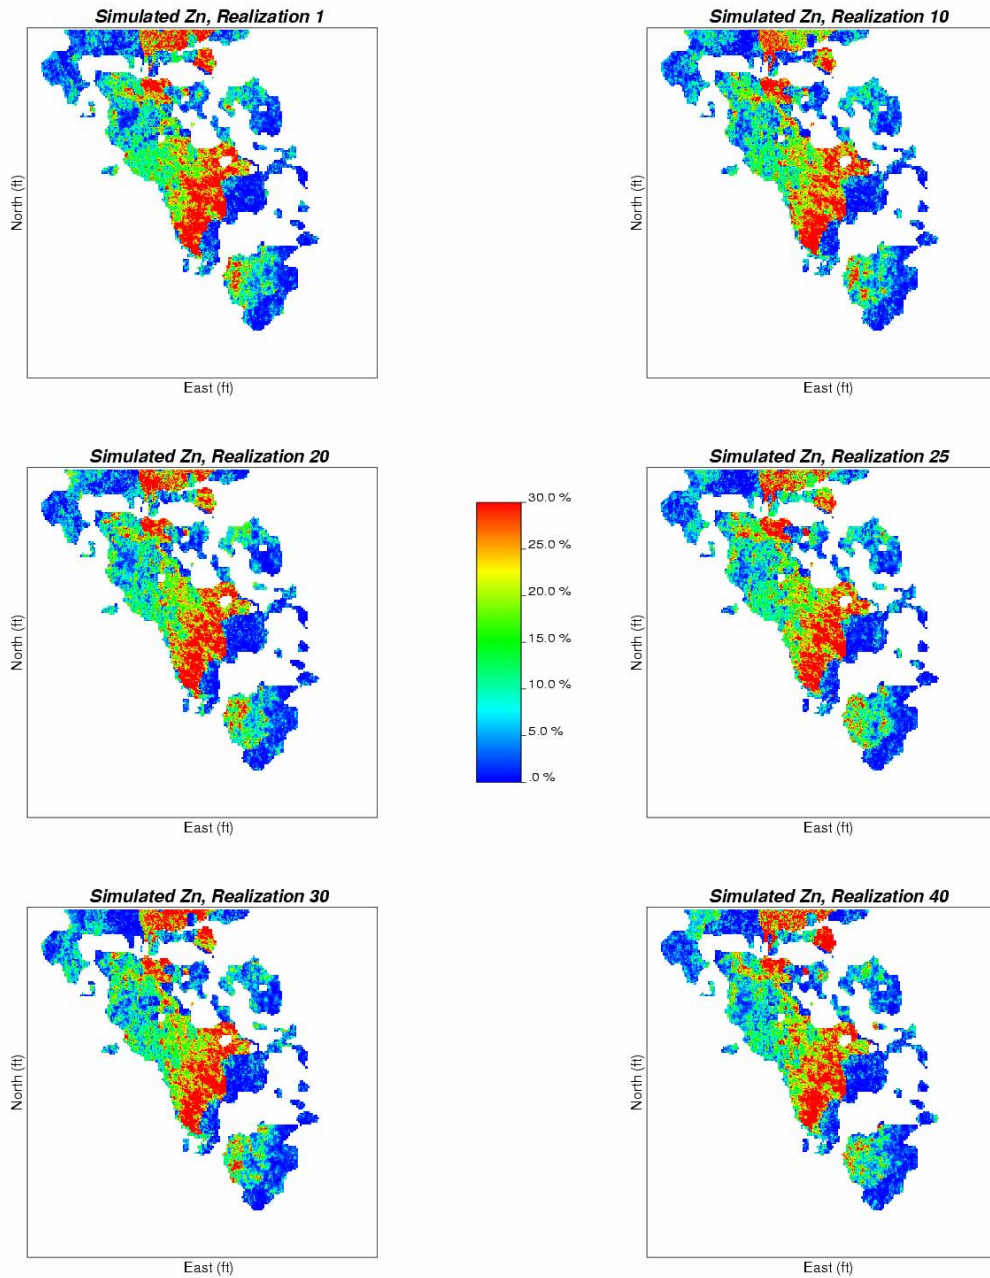 Simulated Zn, Realization 1
North (ft)
East (ft)
Simulated Zn, Realization 10
North (ft)
East (ft)
Simulated Zn, Realization 20
North (ft)
East (ft)
30.0 %
25.0 %
20.0 %
15.0 %
10.0 %
5.0 %
.0 %
Simulated Zn, Realization 25
North (ft)
East (ft)
Simulated Zn, Realization 30
North (ft)
East (ft)
Simulated Zn, Realization 40
North (ft)
East (ft)